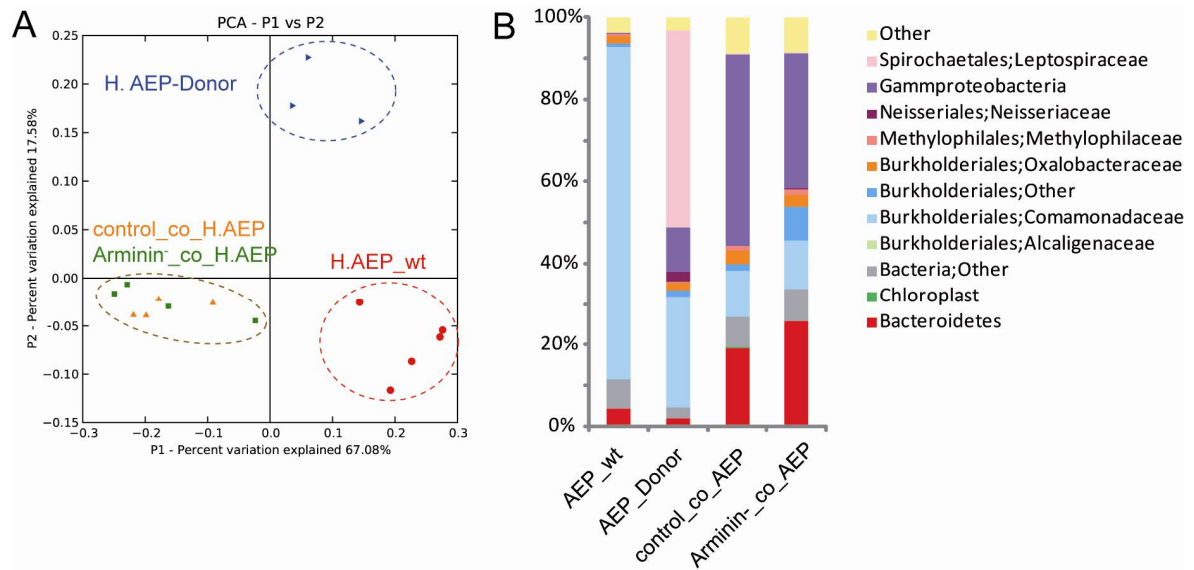 A
PCA - P1 vs P2
0.25
0.20
0.15
0.10
0.05
0.00
−0.05
−0.10
−0.15
−0.3
−0.2
−0.1
0.0
0.1
0.2
0.3
P2 - Percent variation explained 17.58%
P1 - Percent variation explained 67.08%
H. AEP-Donor
control_co_H.AEP
Arminin-_co_H.AEP
H.AEP_wt
B
100%
80%
60%
40%
20%
0%
AEP_wt
AEP_Donor
control_co_AEP
Arminin-_co_AEP
Other
Spirochaetales;Leptospiraceae
Gammproteobacteria
Neisseriales;Neisseriaceae
Methylophilales;Methylophilaceae
Burkholderiales;Oxalobacteraceae
Burkholderiales;Other
Burkholderiales;Comamonadaceae
Burkholderiales;Alcaligenaceae
Bacteria;Other
Chloroplast
Bacteroidetes